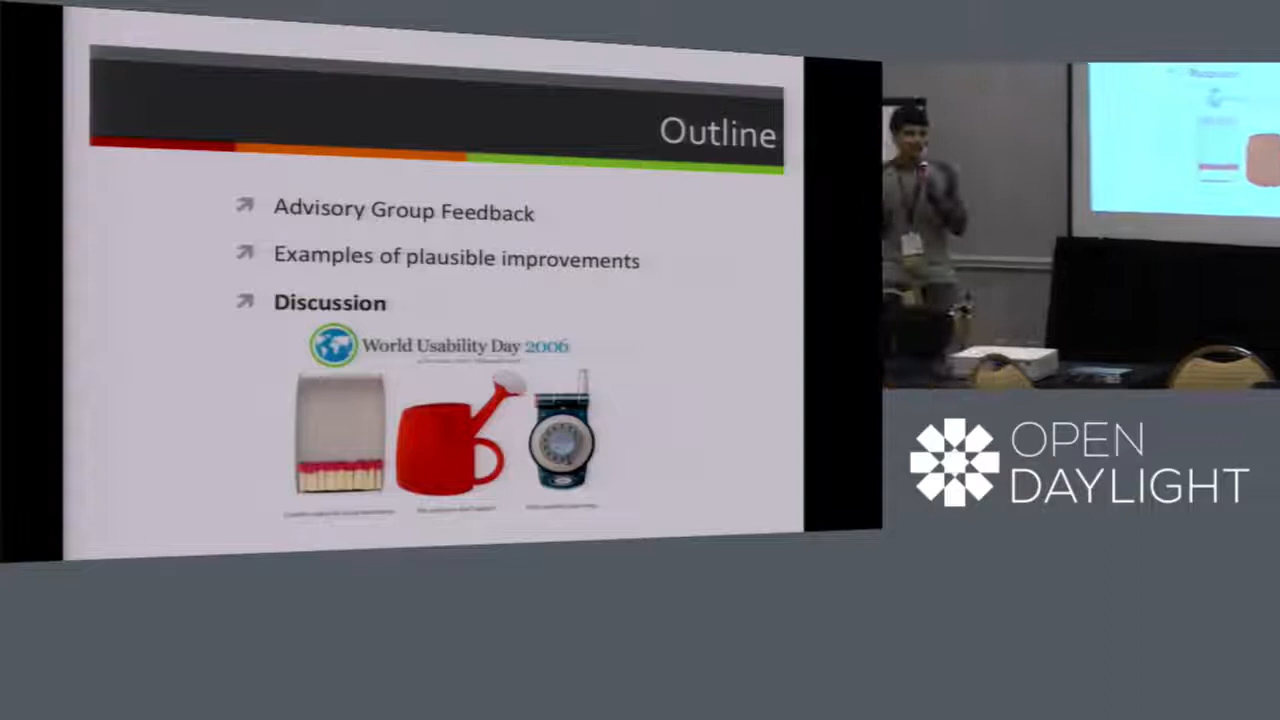 Outline
Advisory Group Feedback
Examples of plausible improvements
Discussion
World Usability Day 2006
OPEN
DAYLIGHT